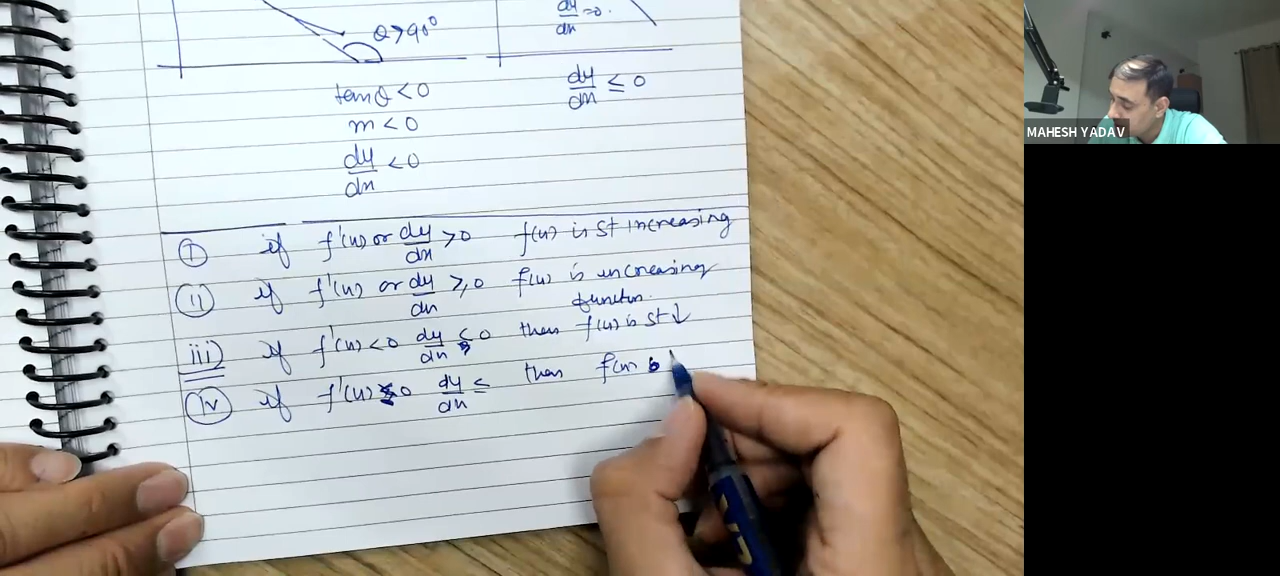 θ > 90°
dy/dx = 0.
tanθ < 0
m < 0
dy/dx < 0
dy/dx ≤ 0
(i) if f'(x) or dy/dx > 0 f(x) is st increasing
(ii) if f'(x) or dy/dx ≥ 0 f(x) is increasing
function.
iii) if f'(x) < 0 dy/dx < 0 then f(x) is st ↓
(iv) if f'(x) ≤ 0 dy/dx ≤ then f(x) is
MAHESH YADAV